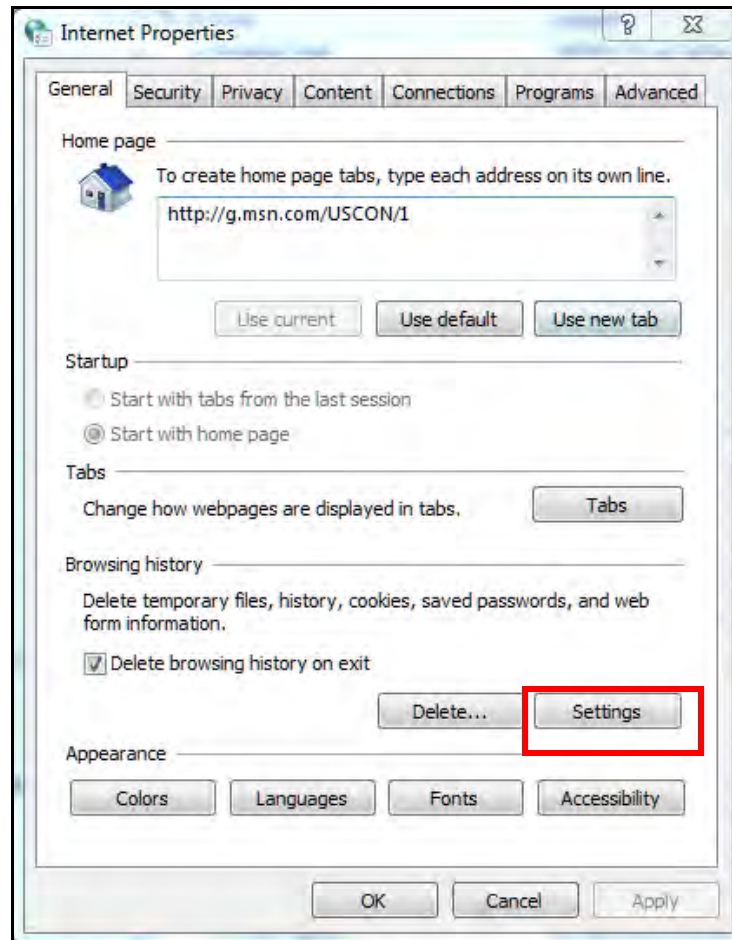 Internet Properties
General Security Privacy Content Connections Programs Advanced
Home page
To create home page tabs, type each address on its own line.
http://g.msn.com/USCON/1
Use current Use default Use new tab
Startup
Start with tabs from the last session
Start with home page
Tabs
Change how webpages are displayed in tabs. Tabs
Browsing history
Delete temporary files, history, cookies, saved passwords, and web
form information.
Delete browsing history on exit
Delete... Settings
Appearance
Colors Languages Fonts Accessibility
OK Cancel Apply